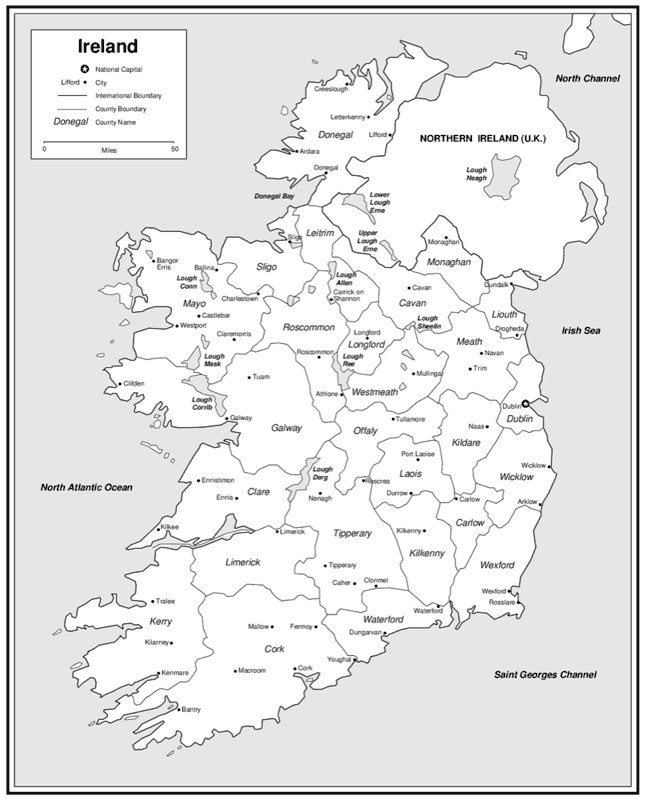 Ireland
National Capital
Lifford City
International Boundary
County Boundary
Donegal County Name
0 50
Miles
North Channel
Creeslough
Letterkenny
Donegal
Lifford
NORTHERN IRELAND (U.K.)
Ardara
Lough
Neagh
Donegal
Donegal Bay
Lower
Lough
Erne
Sligo
Leitrim
Upper
Lough
Erne
Monaghan
Monaghan
Bangor
Erris
Ballina
Sligo
Lough
Conn
Lough
Allen
Carrick on
Shannon
Cavan
Cavan
Dundalk
Charlestown
Mayo
Castlebar
Westport
Claremorris
Roscommon
Longford
Longford
Lough
Sheelin
Liouth
Drogheda
Irish Sea
Meath
Navan
Trim
Lough
Mask
Roscommon
Lough
Ree
Mullingar
Clifden
Tuam
Athlone
Westmeath
Lough
Corrib
Dublin
Dublin
Galway
Galway
Offaly
Tullamore
Naas
Kildare
Port Laoise
Laois
Wicklow
Wicklow
North Atlantic Ocean
Ennistimon
Clare
Ennis
Lough
Derg
Nenagh
Roscrea
Durrow
Carlow
Arklow
Carlow
Kilkee
Limerick
Tipperary
Kilkenny
Kilkenny
Limerick
Tipperary
Caher
Clonmel
Wexford
Wexford
Rosslare
Tralee
Kerry
Waterford
Waterford
Mallow
Fermoy
Dungarvan
Kilarney
Cork
Youghal
Kenmare
Macroom
Cork
Saint Georges Channel
Bantry